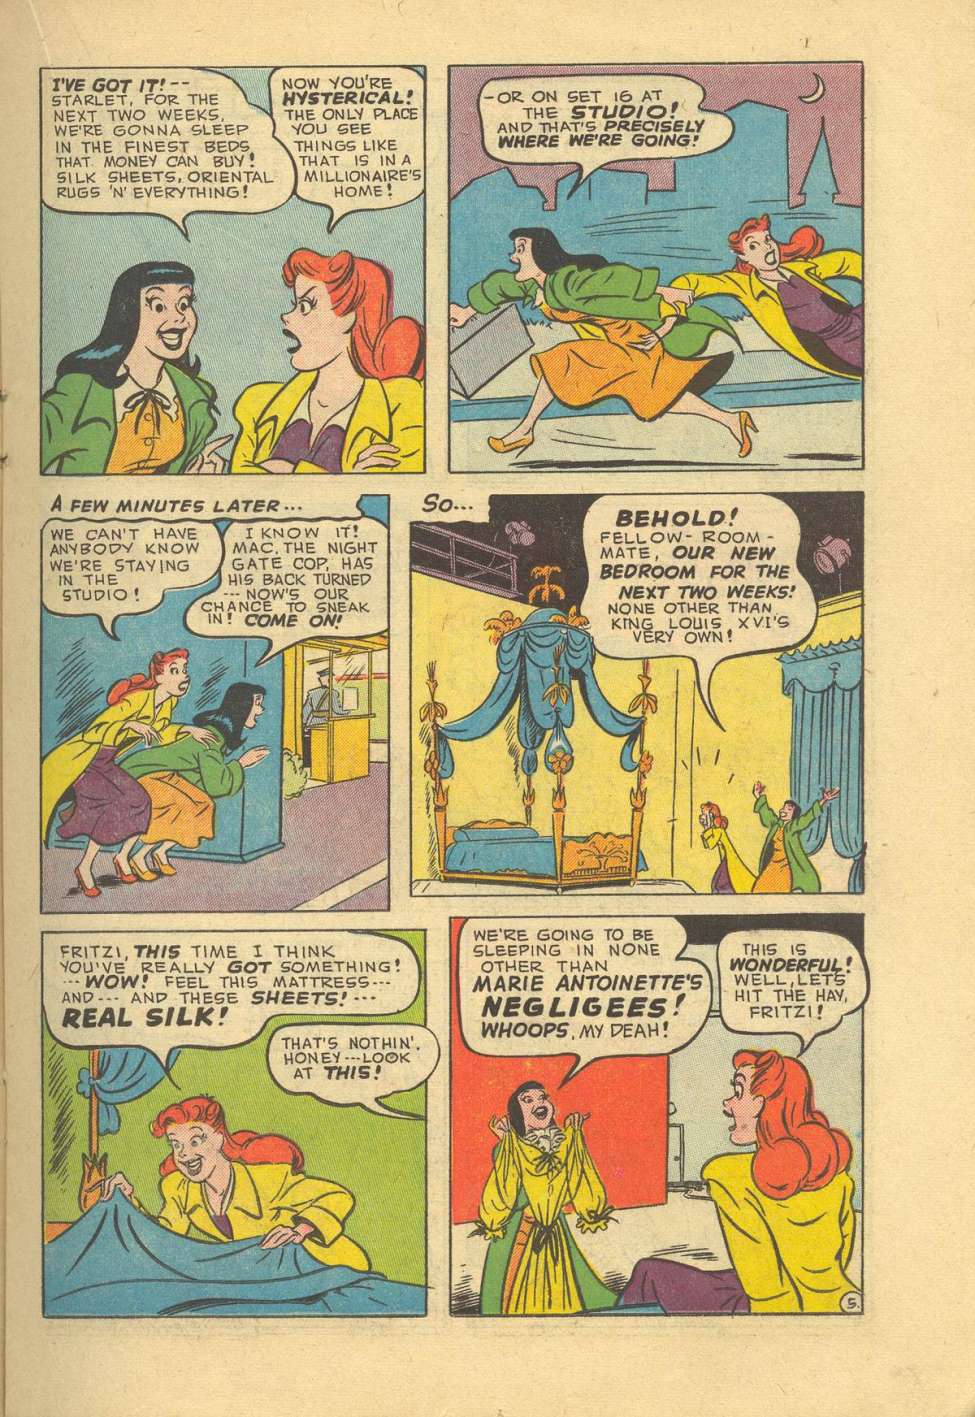 I'VE GOT IT! --
STARLET, FOR THE
NEXT TWO WEEKS,
WE'RE GONNA SLEEP
IN THE FINEST BEDS
THAT MONEY CAN BUY!
SILK SHEETS, ORIENTAL
RUGS 'N' EVERYTHING!
NOW YOU'RE
HYSTERICAL!
THE ONLY PLACE
YOU SEE
THINGS LIKE
THAT IS IN A
MILLIONAIRE'S
HOME!
-OR ON SET 16 AT
THE STUDIO!
AND THAT'S PRECISELY
WHERE WE'RE GOING!
A FEW MINUTES LATER...
WE CAN'T HAVE
ANYBODY KNOW
WE'RE STAYING
IN THE
STUDIO!
I KNOW IT!
MAC, THE NIGHT
GATE COP, HAS
HIS BACK TURNED
---NOW'S OUR
CHANCE TO SNEAK
IN! COME ON!
SO...
BEHOLD!
FELLOW-ROOM-
MATE, OUR NEW
BEDROOM FOR THE
NEXT TWO WEEKS!
NONE OTHER THAN
KING LOUIS XVI'S
VERY OWN!
FRITZI, THIS TIME I THINK
YOU'VE REALLY GOT SOMETHING!
---WOW! FEEL THIS MATTRESS---
AND--- AND THESE SHEETS!---
REAL SILK!
THAT'S NOTHIN',
HONEY---LOOK
AT THIS!
WE'RE GOING TO BE
SLEEPING IN NONE
OTHER THAN
MARIE ANTOINETTE'S
NEGLIGEES!
WHOOPS, MY DEAH!
THIS IS
WONDERFUL!
WELL, LET'S
HIT THE HAY,
FRITZI!
5.